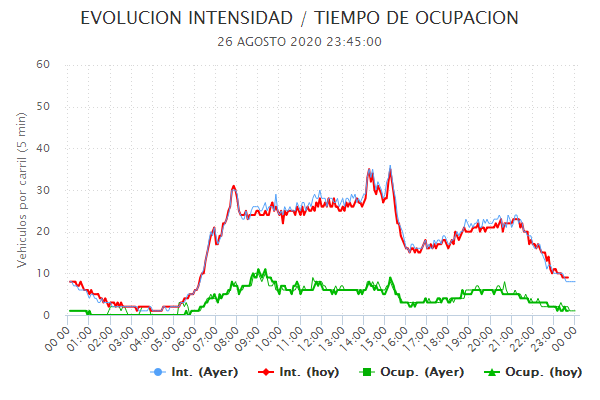 EVOLUCION INTENSIDAD / TIEMPO DE OCUPACION
26 AGOSTO 2020 23:45:00
Vehículos por carril (5 min)
60
50
40
30
20
10
0
00:00 01:00 02:00 03:00 04:00 05:00 06:00 07:00 08:00 09:00 10:00 11:00 12:00 13:00 14:00 15:00 16:00 17:00 18:00 19:00 20:00 21:00 22:00 23:00 00:00
Int. (Ayer) Int. (hoy) Ocup. (Ayer) Ocup. (hoy)